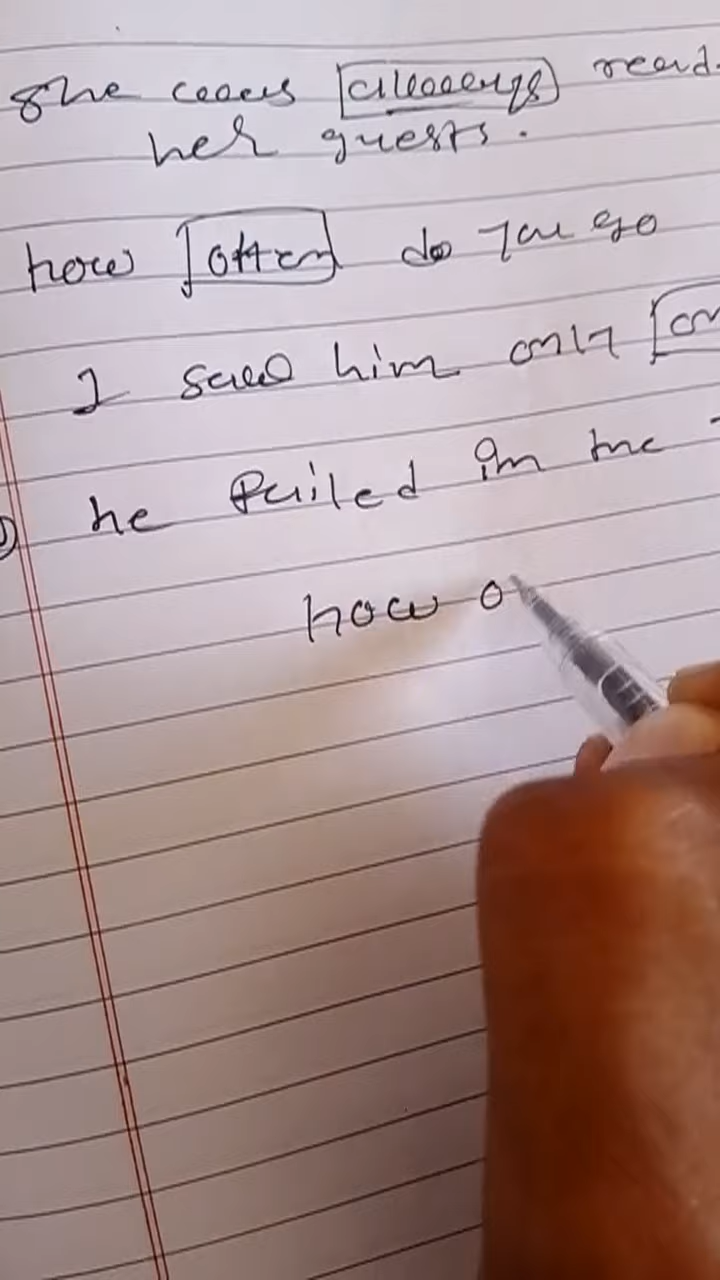 She was always read
her guests.
how often do you go
I saw him only
he failed in the
how o